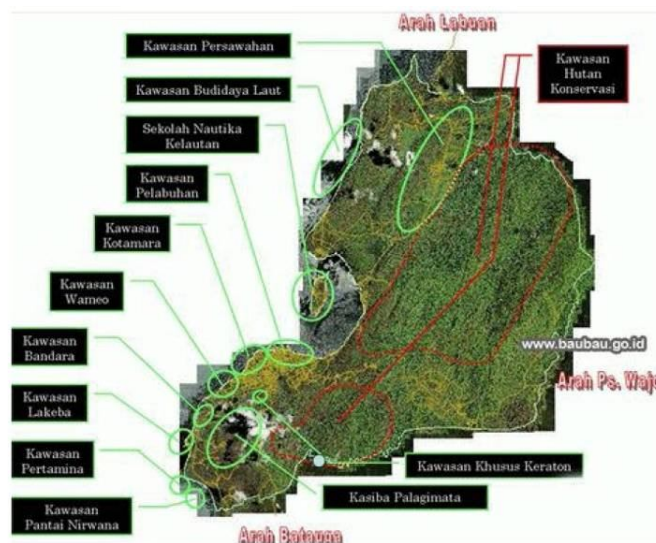 Arah Labuan
Kawasan Persawahan
Kawasan
Hutan
Konservasi
Kawasan Budidaya Laut
Sekolah Nautika
Kelautan
Kawasan
Pelabuhan
Kawasan
Kotamara
Kawasan
Wameo
Kawasan
Bandara
Kawasan
Lakeba
Kawasan
Pertamina
Kawasan
Pantai Nirwana
www.baubau.go.id
Arah Ps. Wajo
Kawasan Khusus Keraton
Kasiba Palagimata
Arah Batauga